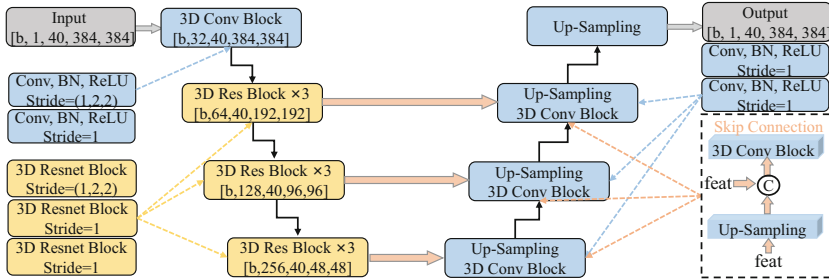 Input
[b, 1, 40, 384, 384]
3D Conv Block
[b,32,40,384,384]
Up-Sampling
Output
[b, 1, 40, 384, 384]
Conv, BN, ReLU
Stride=(1,2,2)
Conv, BN, ReLU
Stride=1
3D Res Block ×3
[b,64,40,192,192]
Up-Sampling
3D Conv Block
Conv, BN, ReLU
Stride=1
Conv, BN, ReLU
Stride=1
3D Resnet Block
Stride=(1,2,2)
3D Resnet Block
Stride=1
3D Resnet Block
Stride=1
3D Res Block ×3
[b,128,40,96,96]
Up-Sampling
3D Conv Block
3D Res Block ×3
[b,256,40,48,48]
Up-Sampling
3D Conv Block
Skip Connection
3D Conv Block
feat
C
Up-Sampling
feat